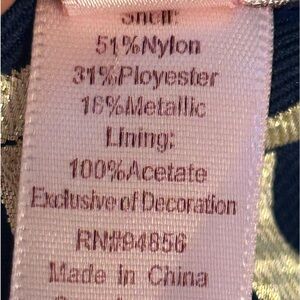 Shell:
51%Nylon
31%Ployester
16%Metallic
Lining:
100%Acetate
Exclusive of Decoration
RN#94856
Made in China